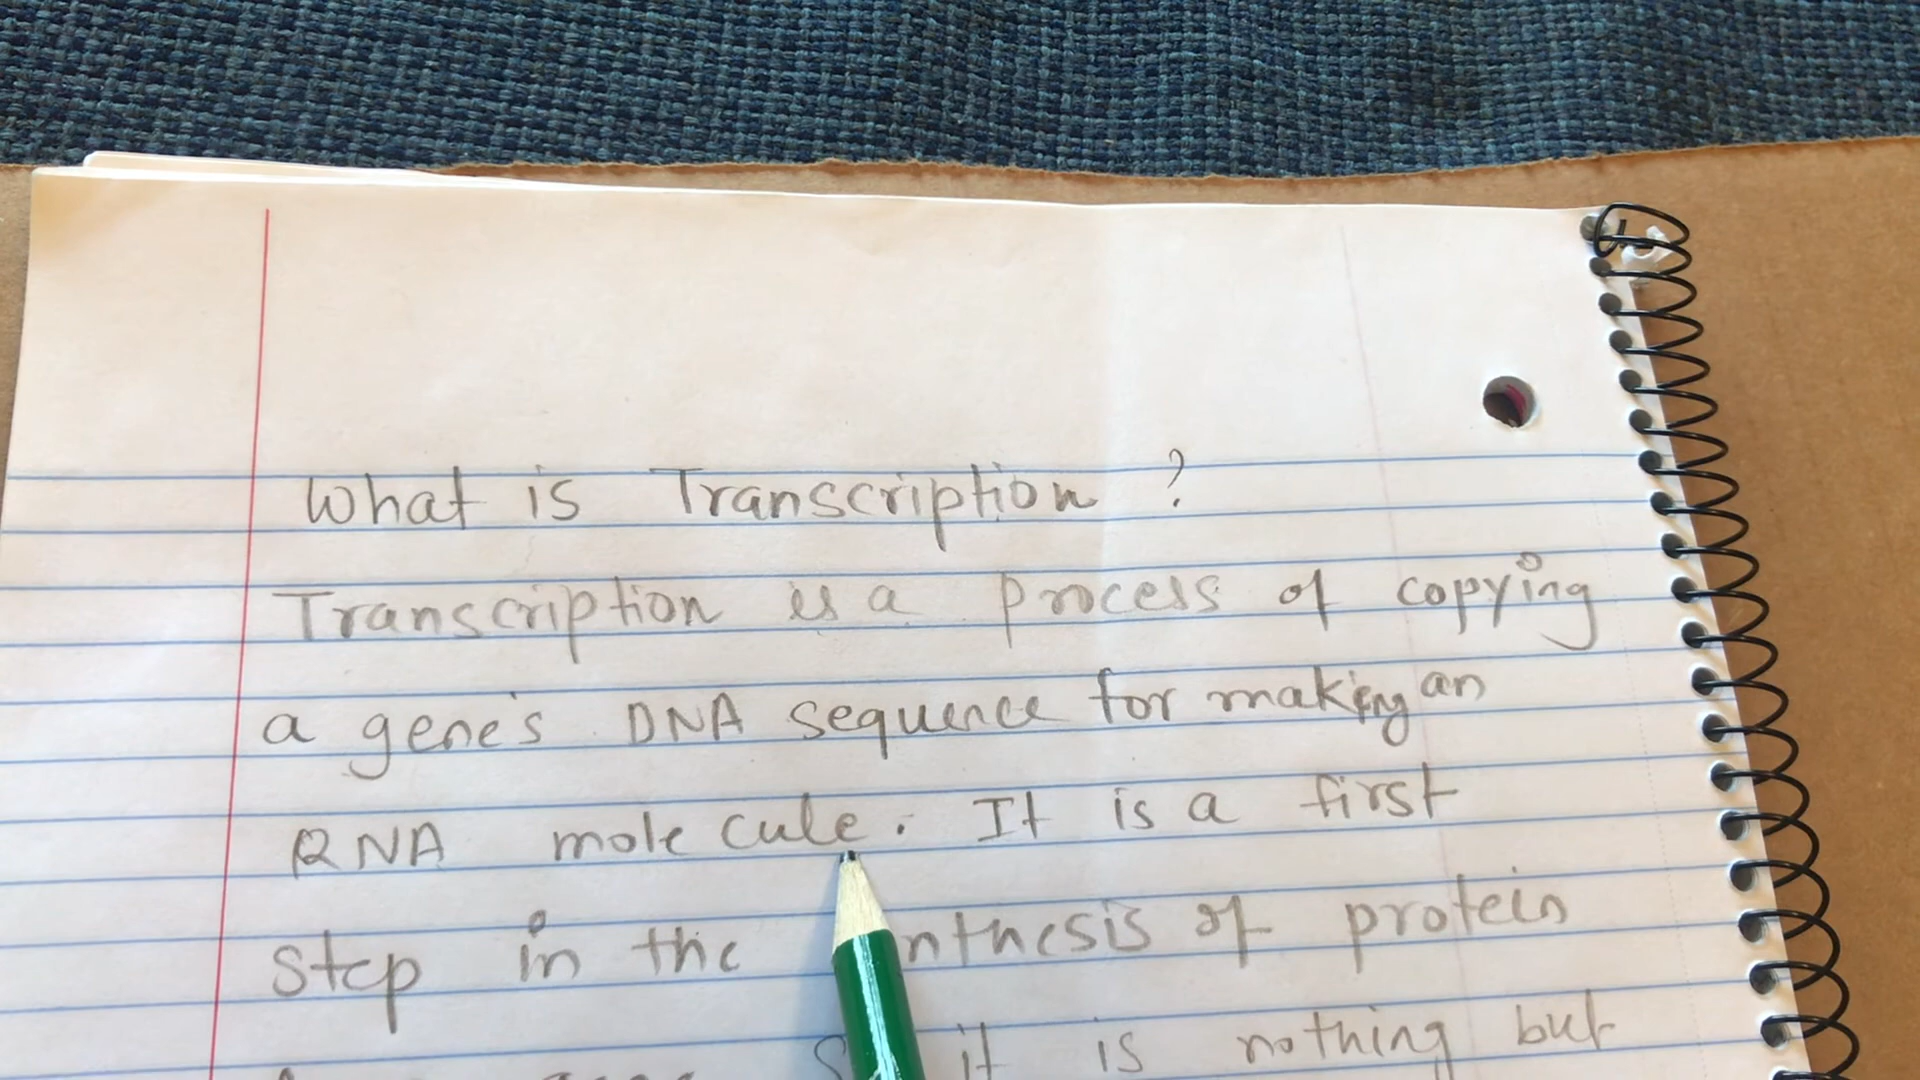 What is Transcription ?
Transcription is a process of copying
a gene's DNA sequence for making an
RNA molecule. It is a first
step in the nthesis of protein
it is nothing but